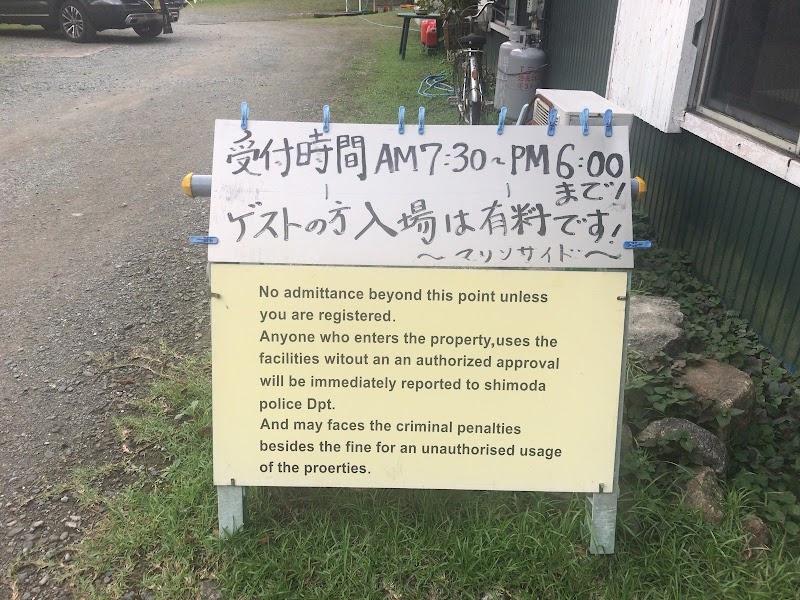 受付時間 AM7:30〜PM6:00
まで!
ゲストの方入場は有料です!
〜マリンサイド〜
No admittance beyond this point unless
you are registered.
Anyone who enters the property,uses the
facilities witout an an authorized approval
will be immediately reported to shimoda
police Dpt.
And may faces the criminal penalties
besides the fine for an unauthorised usage
of the proerties.